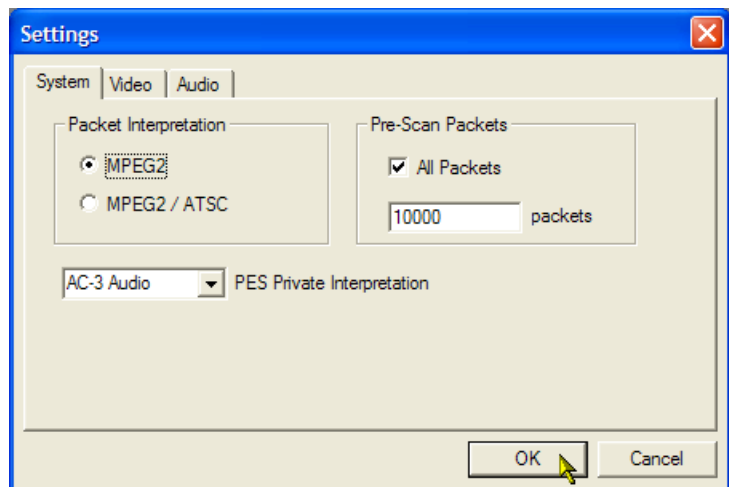 Settings
System Video Audio
Packet Interpretation
MPEG2
MPEG2 / ATSC
Pre-Scan Packets
All Packets
10000 packets
AC-3 Audio PES Private Interpretation
OK Cancel